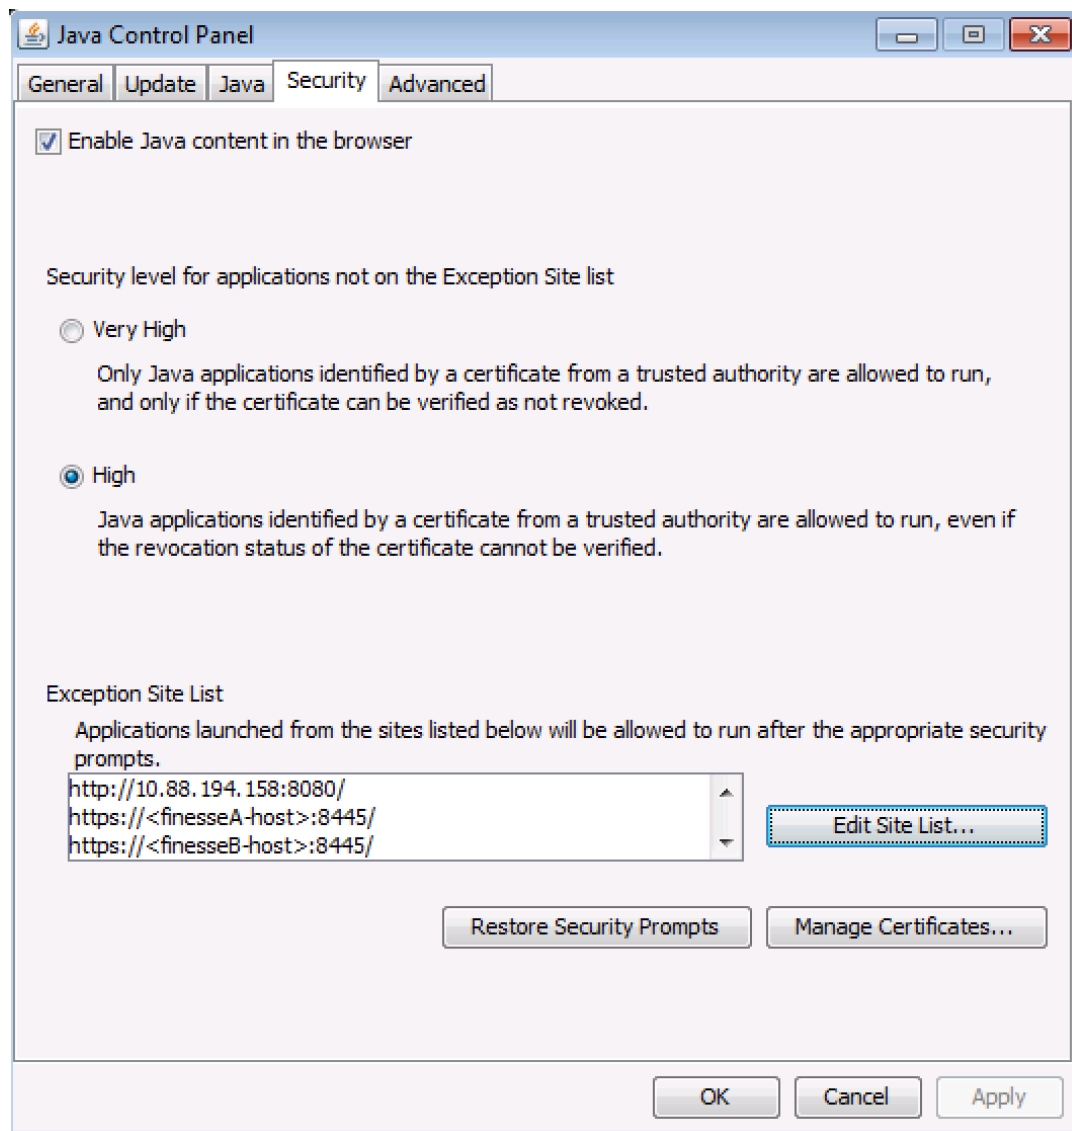 Java Control Panel
General Update Java Security Advanced
Enable Java content in the browser
Security level for applications not on the Exception Site list
Very High
Only Java applications identified by a certificate from a trusted authority are allowed to run,
and only if the certificate can be verified as not revoked.
High
Java applications identified by a certificate from a trusted authority are allowed to run, even if
the revocation status of the certificate cannot be verified.
Exception Site List
Applications launched from the sites listed below will be allowed to run after the appropriate security
prompts.
http://10.88.194.158:8080/
https://<finesseA-host>:8445/
https://<finesseB-host>:8445/
Edit Site List...
Restore Security Prompts Manage Certificates...
OK Cancel Apply